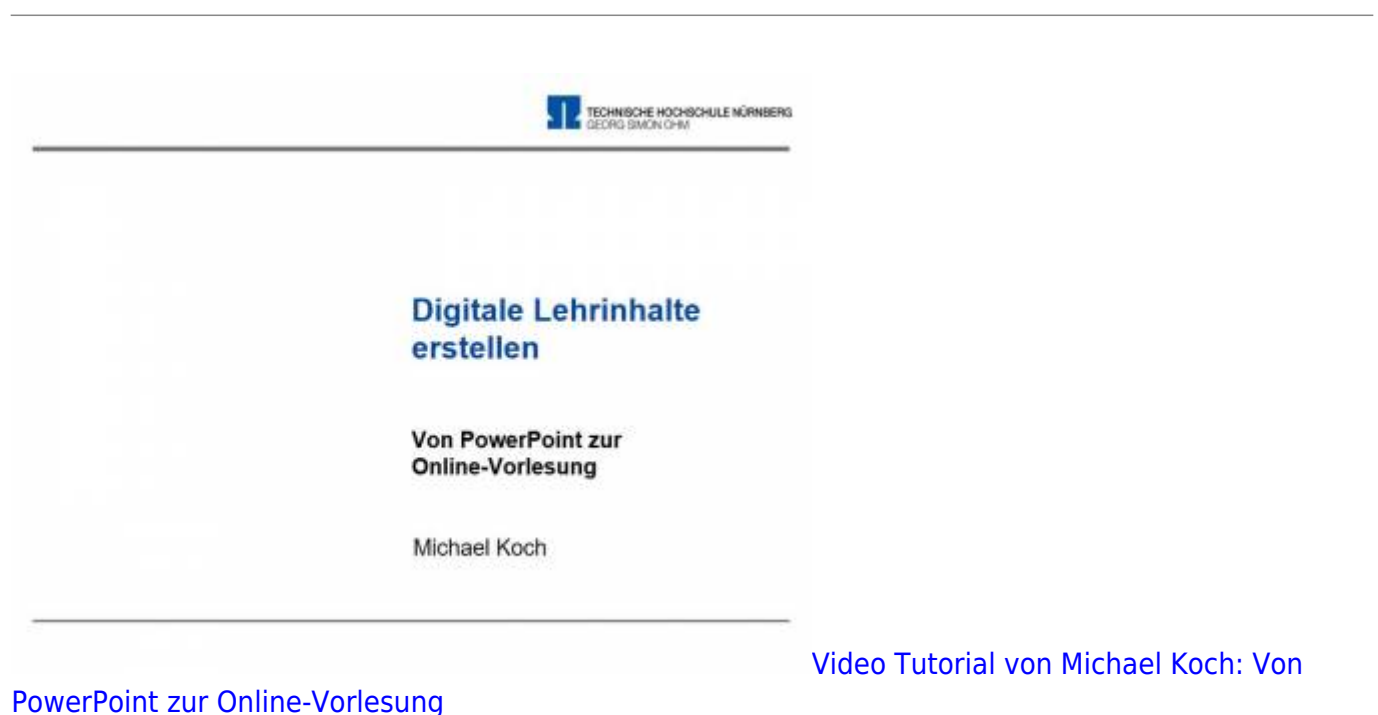 TECHNISCHE HOCHSCHULE NÜRNBERG
GEORG SIMON OHM
Digitale Lehrinhalte
erstellen
Von PowerPoint zur
Online-Vorlesung
Michael Koch
Video Tutorial von Michael Koch: Von
PowerPoint zur Online-Vorlesung